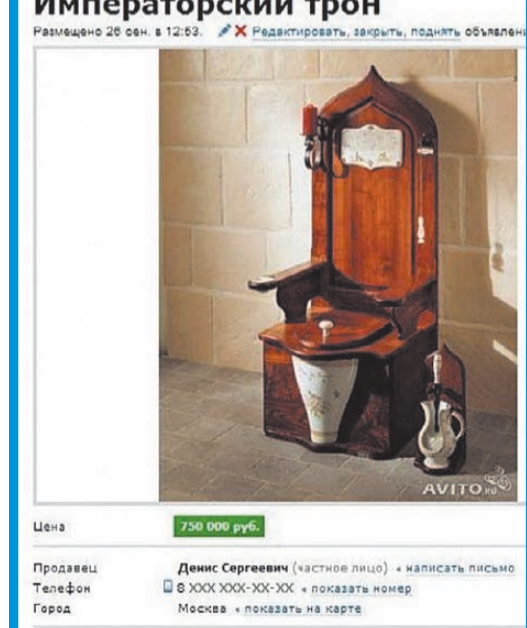 Императорский трон
Размещено 26 сен. в 12:53. Редактировать, закрыть, поднять объявлени
AVITO.ru
Цена 750 000 руб.
Продавец Денис Сергеевич (частное лицо) « написать письмо
Телефон 8 XXX XXX-XX-XX « показать номер
Город Москва « показать на карте